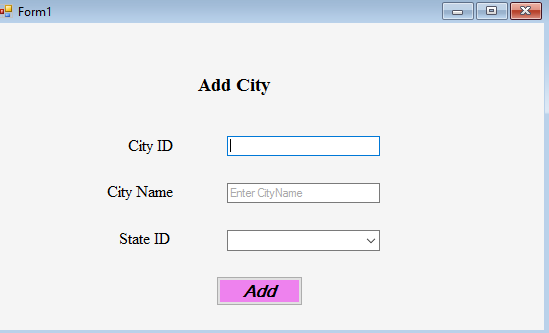 Form1
Add City
City ID
City Name Enter CityName
State ID
Add